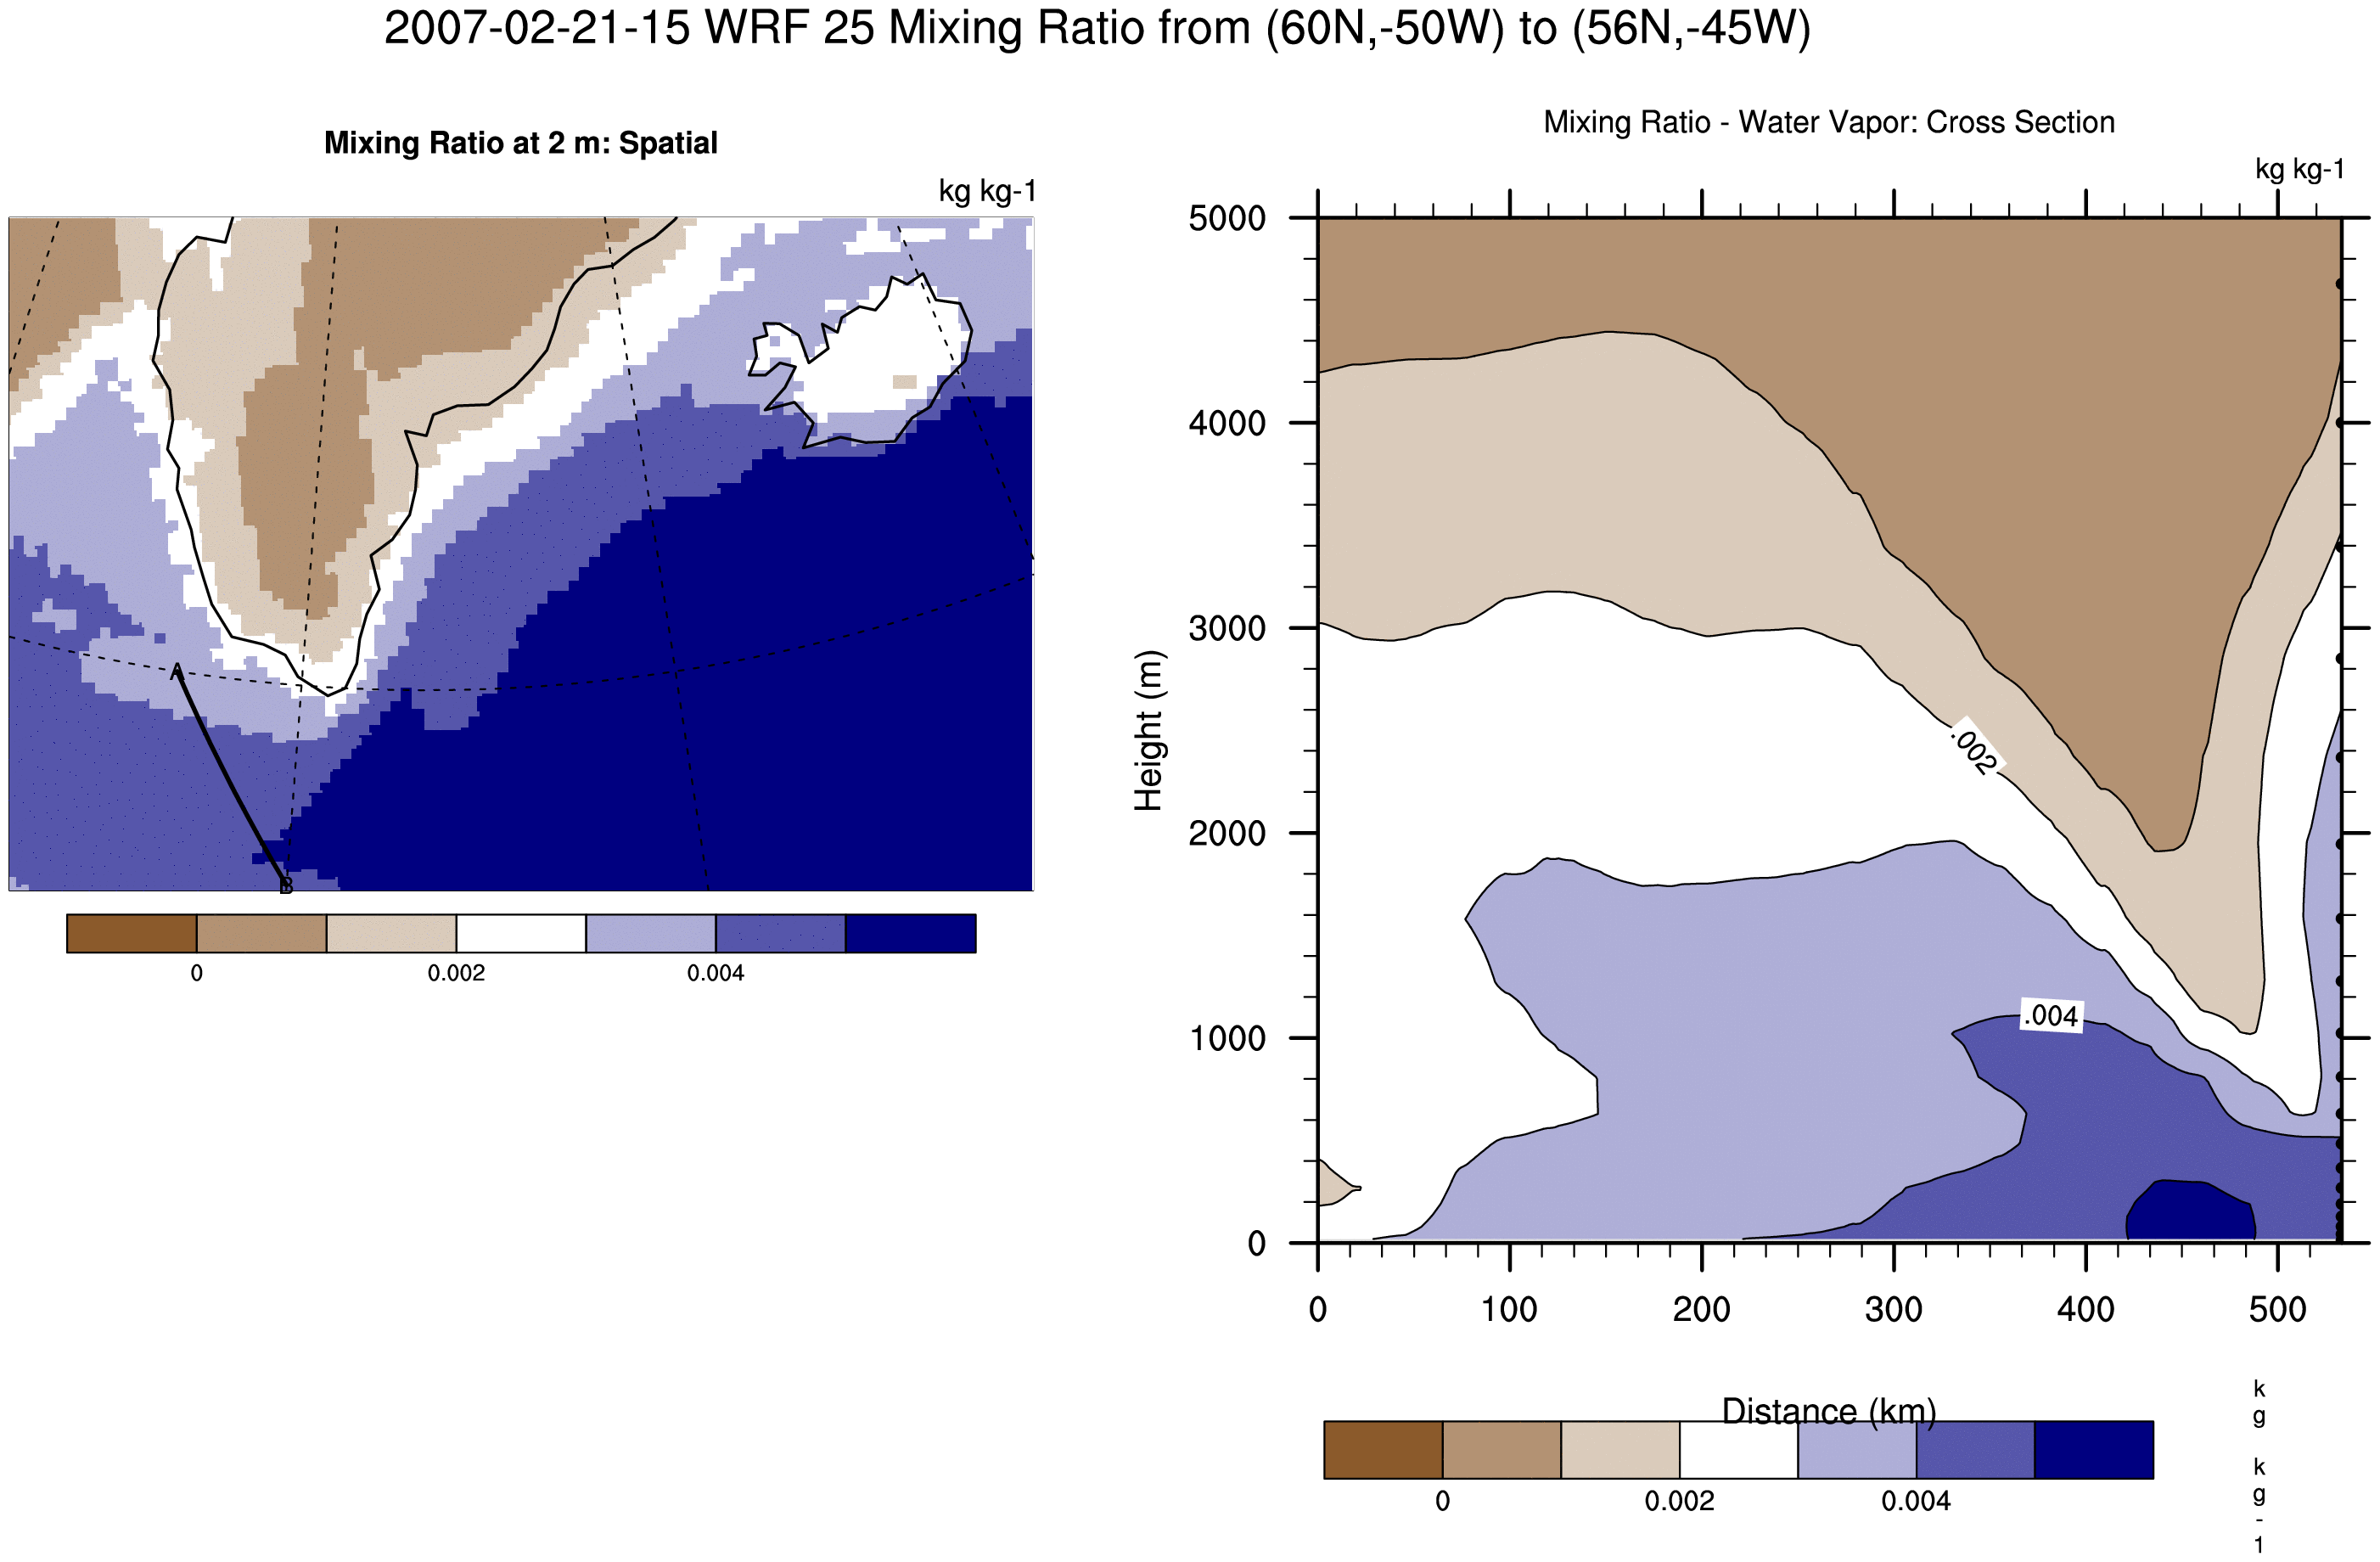 2007-02-21-15 WRF 25 Mixing Ratio from (60N,-50W) to (56N,-45W)
Mixing Ratio at 2 m: Spatial
kg kg-1
A
B
0 0.002 0.004
Mixing Ratio - Water Vapor: Cross Section
kg kg-1
5000
4000
3000
2000
1000
0
Height (m)
.002
.004
0 100 200 300 400 500
Distance (km)
0 0.002 0.004
k
g
k
g
-
1